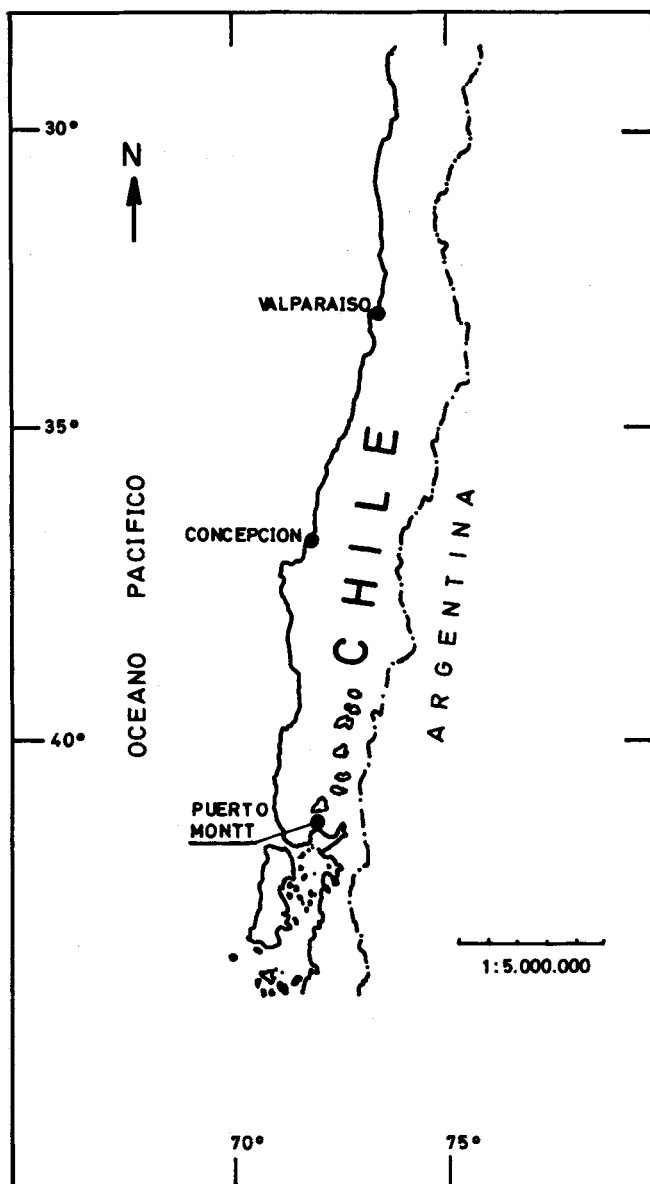 30°
N
VALPARAISO
35°
CHILE
ARGENTINA
OCEANO PACIFICO
CONCEPCION
40°
PUERTO
MONTT
1:5.000.000
70°
75°